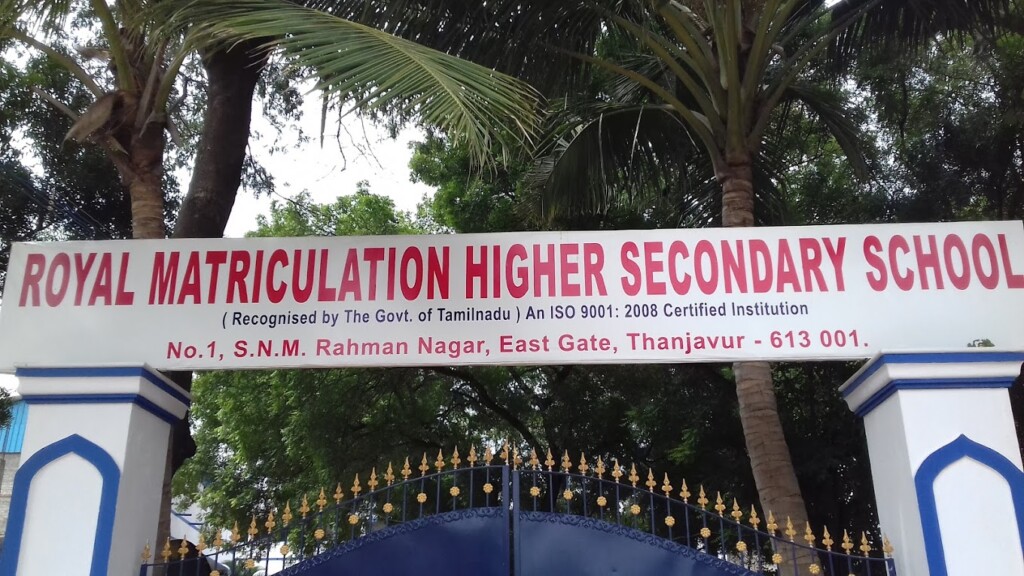 ROYAL MATRICULATION HIGHER SECONDARY SCHOOL
( Recognised by The Govt. of Tamilnadu ) An ISO 9001: 2008 Certified Institution
No.1, S.N.M. Rahman Nagar, East Gate, Thanjavur - 613 001.